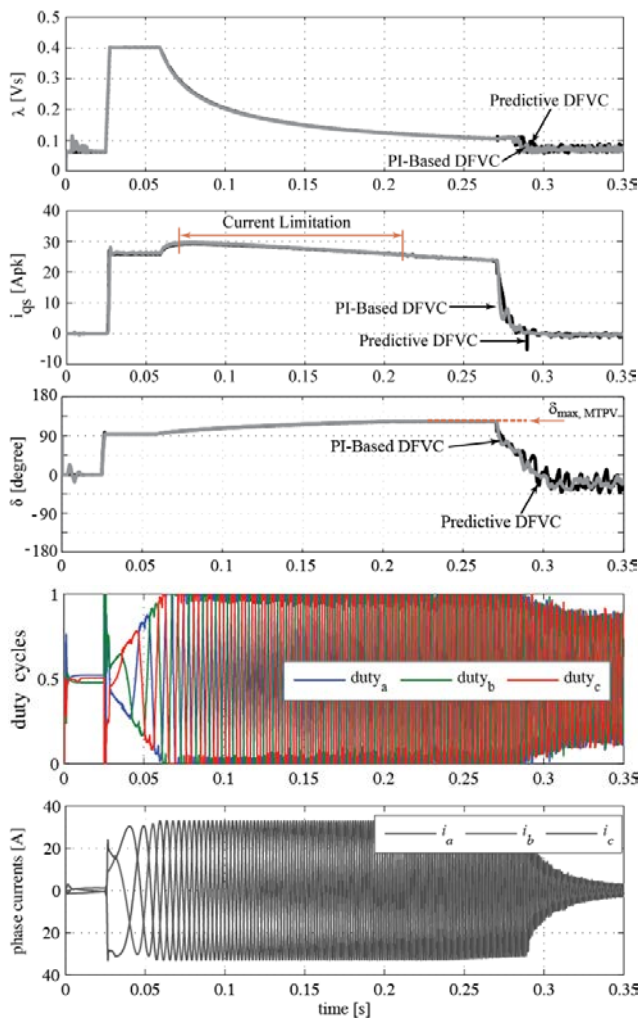 0.5
0.4
0.3
0.2
0.1
0
λ [Vs]
Predictive DFVC
PI-Based DFVC
0 0.05 0.1 0.15 0.2 0.25 0.3 0.35
40
30
20
10
0
-10
iqs [Apk]
Current Limitation
PI-Based DFVC
Predictive DFVC
0 0.05 0.1 0.15 0.2 0.25 0.3 0.35
180
90
0
-90
-180
δ [degree]
δmax, MTPV
PI-Based DFVC
Predictive DFVC
0 0.05 0.1 0.15 0.2 0.25 0.3 0.35
1
0.5
0
duty cycles
dutya dutyb dutyc
0 0.05 0.1 0.15 0.2 0.25 0.3 0.35
40
20
0
20
40
phase currents [A]
ia ib ic
0 0.05 0.1 0.15 0.2 0.25 0.3 0.35
time [s]